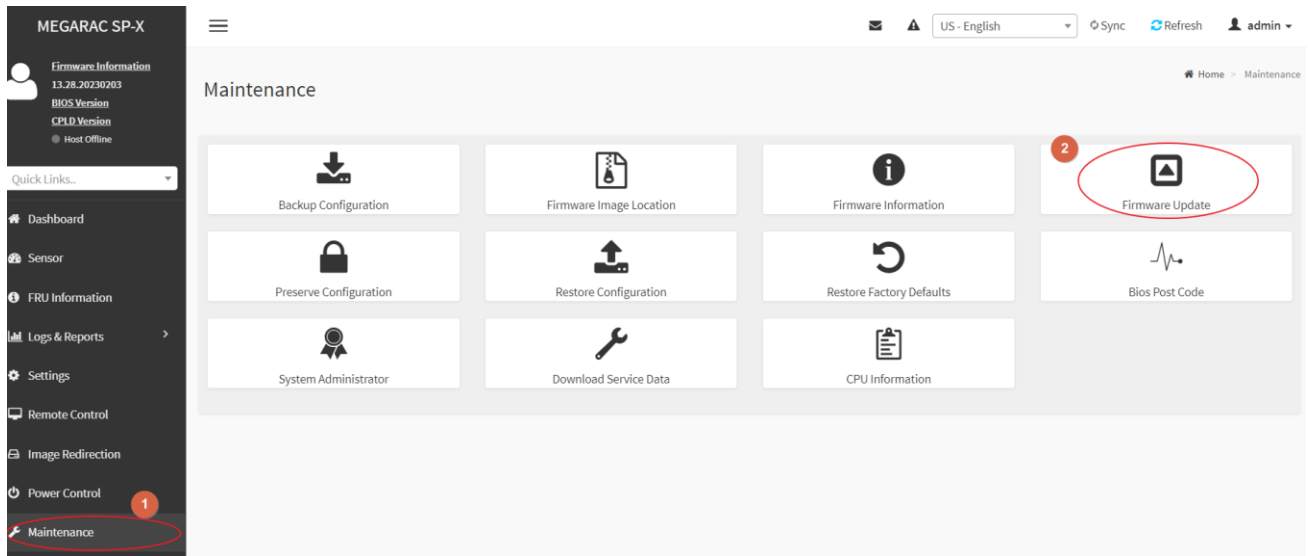 MEGARAC SP-X
US - English
Sync
Refresh
admin
Firmware Information
13.28.20230203
BIOS Version
CPLD Version
Host Offline
Quick Links..
Dashboard
Sensor
FRU Information
Logs & Reports
Settings
Remote Control
Image Redirection
Power Control
1
Maintenance
Maintenance
Home > Maintenance
2
Backup Configuration
Firmware Image Location
Firmware Information
Firmware Update
Preserve Configuration
Restore Configuration
Restore Factory Defaults
Bios Post Code
System Administrator
Download Service Data
CPU Information